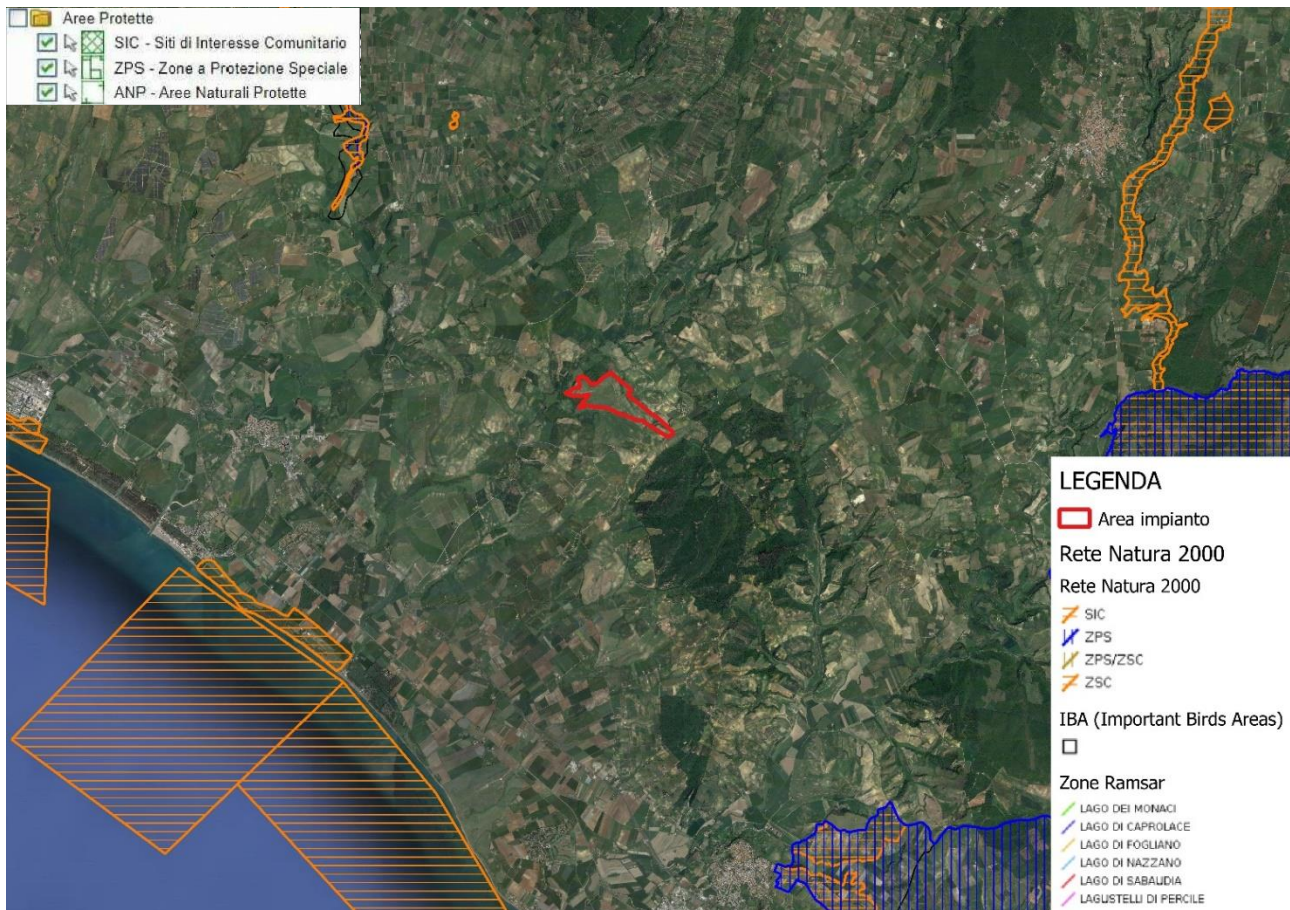 Aree Protette
SIC - Siti di Interesse Comunitario
ZPS - Zone a Protezione Speciale
ANP - Aree Naturali Protette
LEGENDA
Area impianto
Rete Natura 2000
Rete Natura 2000
SIC
ZPS
ZPS/ZSC
ZSC
IBA (Important Birds Areas)
Zone Ramsar
LAGO DEI MONACI
LAGO DI CAPROLACE
LAGO DI FOGLIANO
LAGO DI NAZZANO
LAGO DI SABAUDIA
LAGUSTELLI DI PERCILE